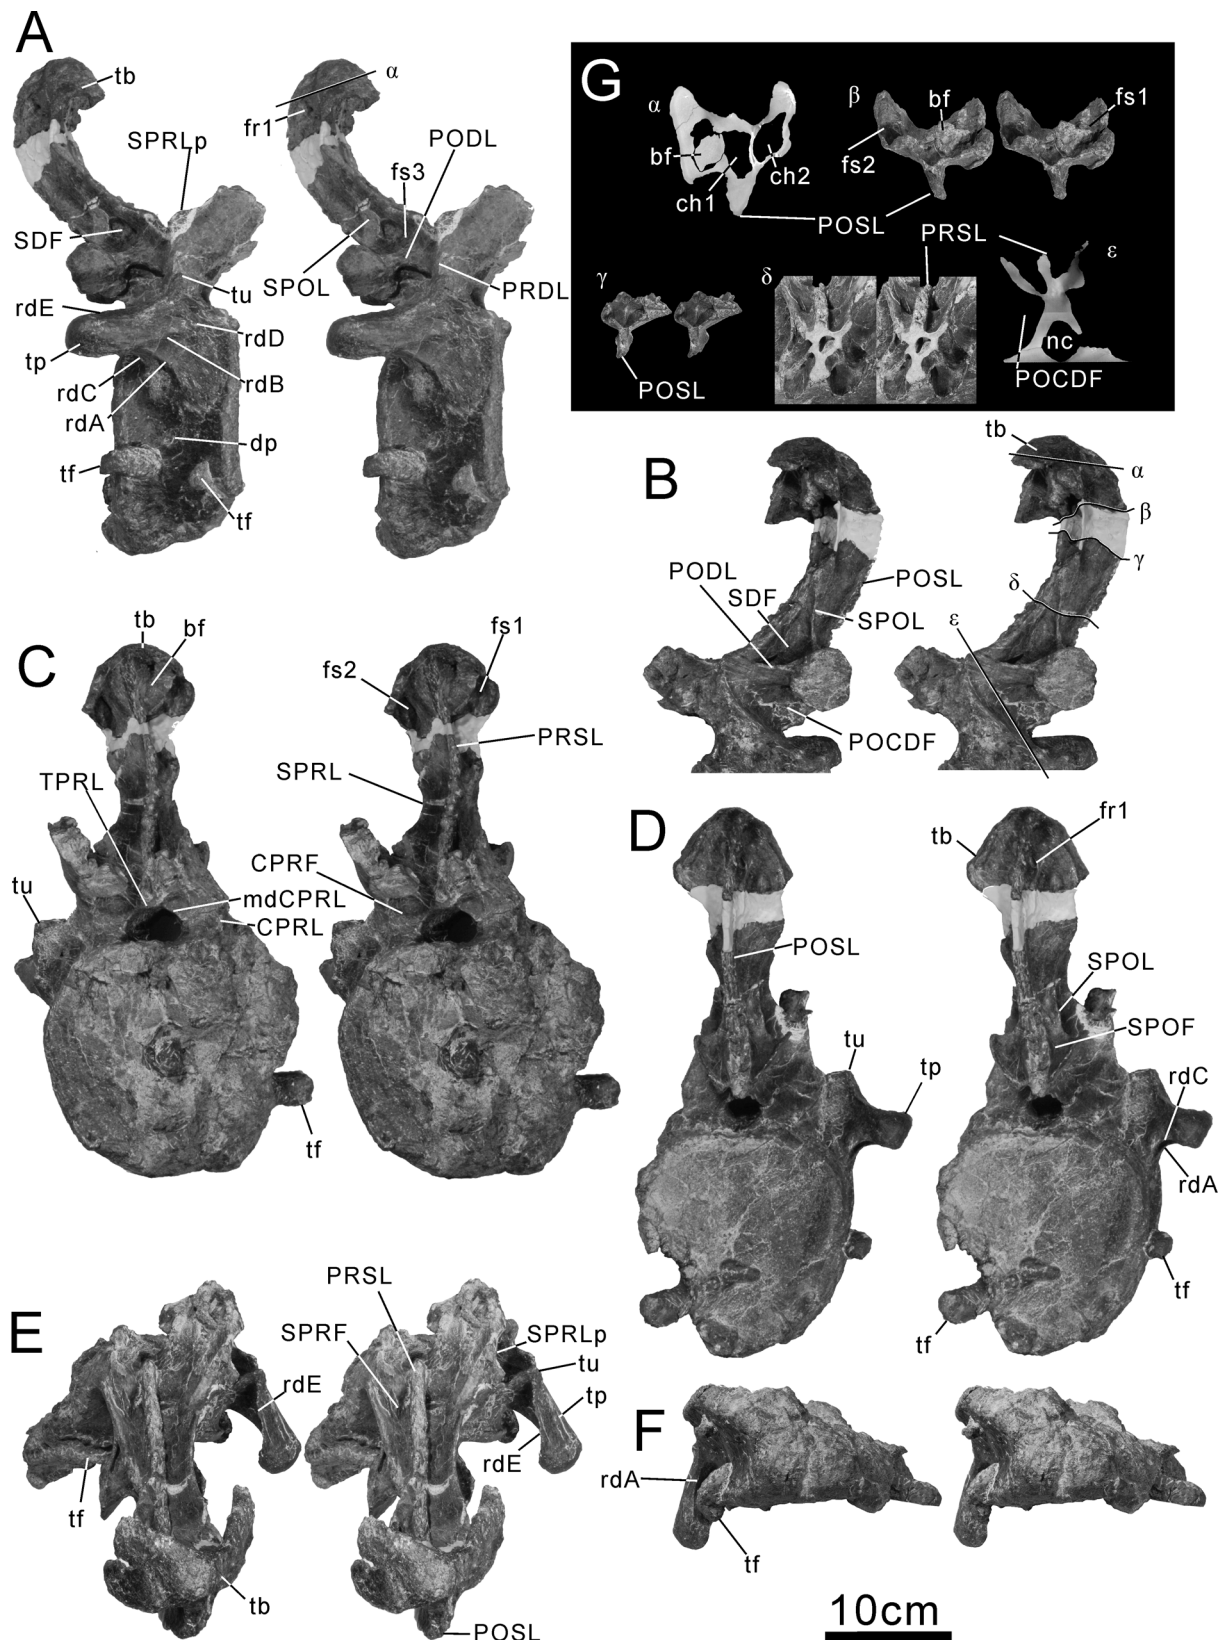 A
tb
α
fr1
SPRLp
PODL
fs3
SDF
SPOL
PRDL
rdE
tu
tp
rdD
rdC
rdB
rdA
dp
tf
tf
G
α
β
bf
fs1
bf
fs2
ch1
ch2
POSL
PRSL
ε
γ
δ
nc
POSL
POCDF
B
tb
α
β
γ
PODL
POSL
SDF
δ
SPOL
ε
POCDF
C
tb
bf
fs1
fs2
PRSL
SPRL
TPRL
CPRF
tu
mdCPRL
CPRL
tf
D
tb
fr1
POSL
SPOL
SPOF
tu
tp
rdC
rdA
tf
tf
E
PRSL
SPRF
SPRLp
tu
rdE
tp
rdE
tf
tb
POSL
F
rdA
tf
10cm